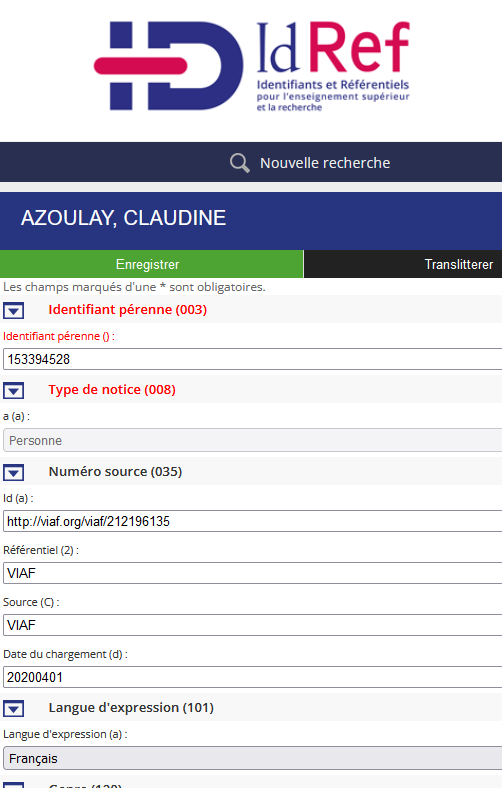 IdRef
Identifiants et Référentiels
pour l'enseignement supérieur
et la recherche
Nouvelle recherche
AZOULAY, CLAUDINE
Enregistrer
Translitterer
Les champs marqués d'une * sont obligatoires.
Identifiant pérenne (003)
Identifiant pérenne () :
153394528
Type de notice (008)
a (a) :
Personne
Numéro source (035)
Id (a) :
http://viaf.org/viaf/212196135
Référentiel (2) :
VIAF
Source (C) :
VIAF
Date du chargement (d) :
20200401
Langue d'expression (101)
Langue d'expression (a) :
Français